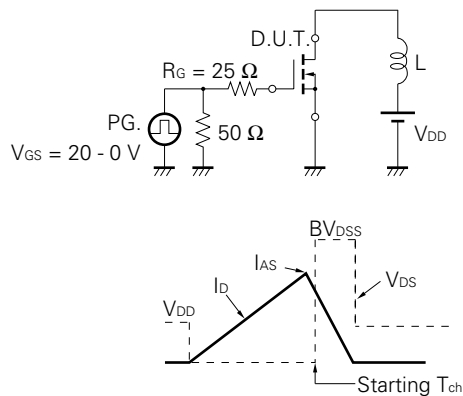 D.U.T.
RG = 25 Ω
L
PG.
50 Ω
VDD
VGS = 20 - 0 V
BVDSS
IAS
ID
VDS
VDD
Starting Tch